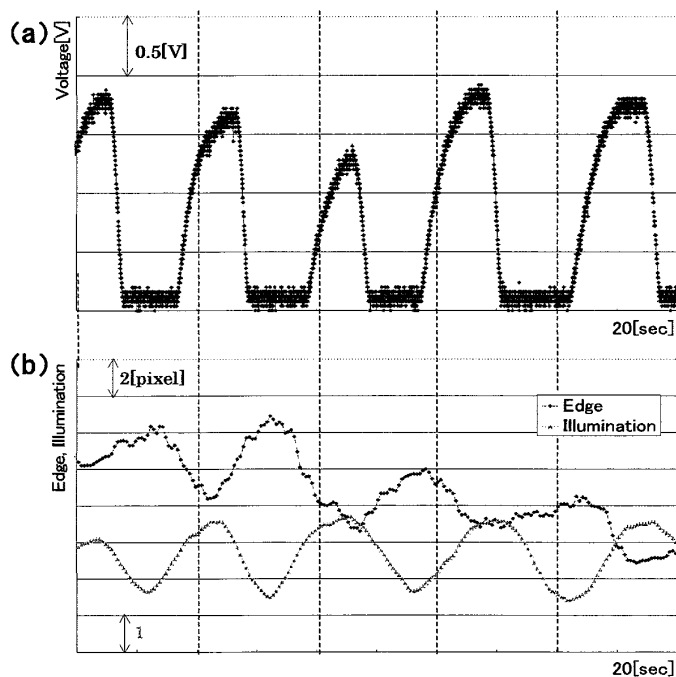 (a)
Voltage[V]
0.5[V]
20[sec]
(b)
Edge, Illumination
2[pixel]
Edge
Illumination
1
20[sec]